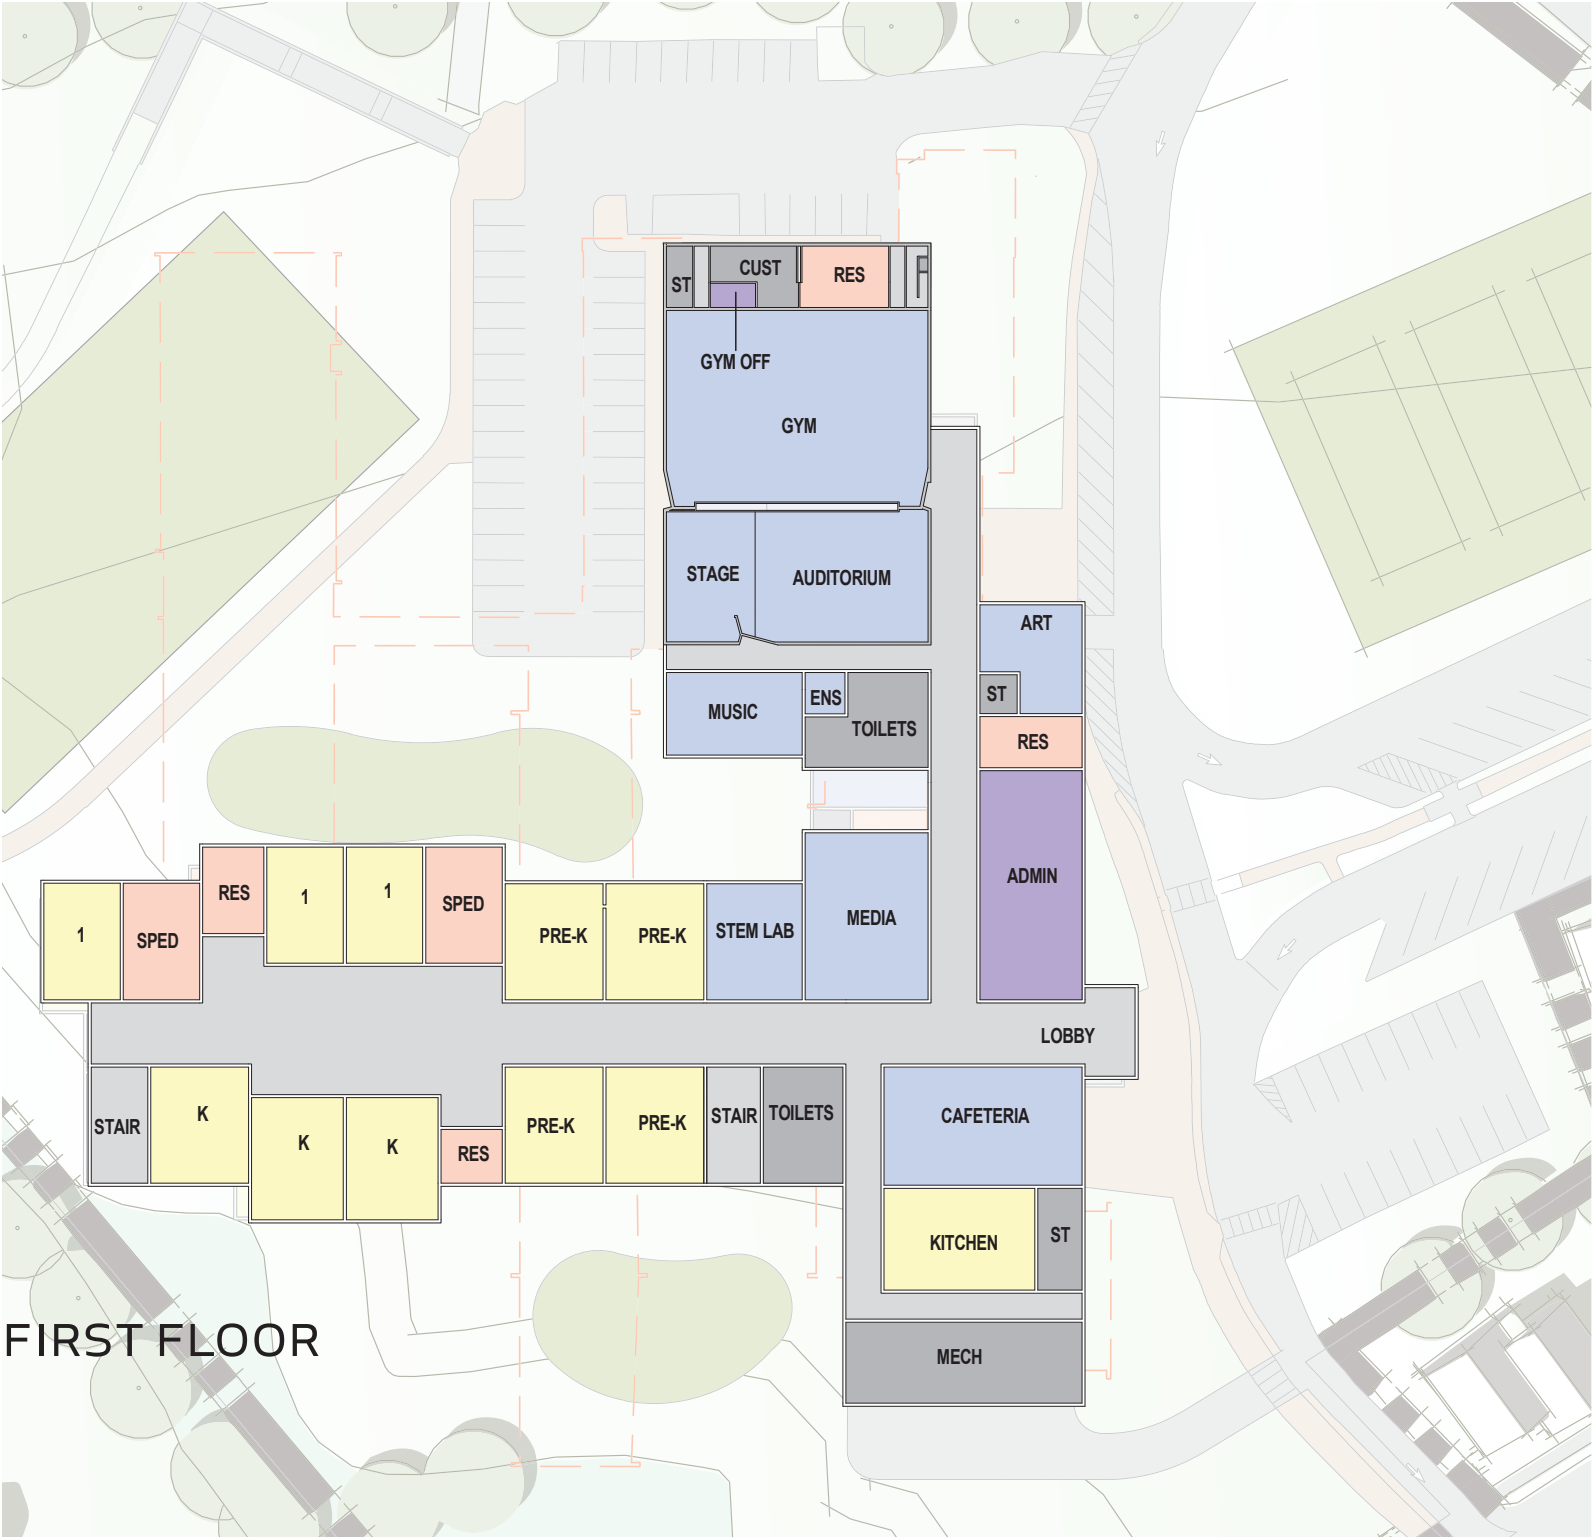 ST
CUST
RES
GYM OFF
GYM
STAGE
AUDITORIUM
ART
ST
MUSIC
ENS
TOILETS
RES
ADMIN
1
SPED
RES
1
1
SPED
PRE-K
PRE-K
STEM LAB
MEDIA
LOBBY
STAIR
K
K
K
RES
PRE-K
PRE-K
STAIR
TOILETS
CAFETERIA
KITCHEN
ST
MECH
FIRST FLOOR